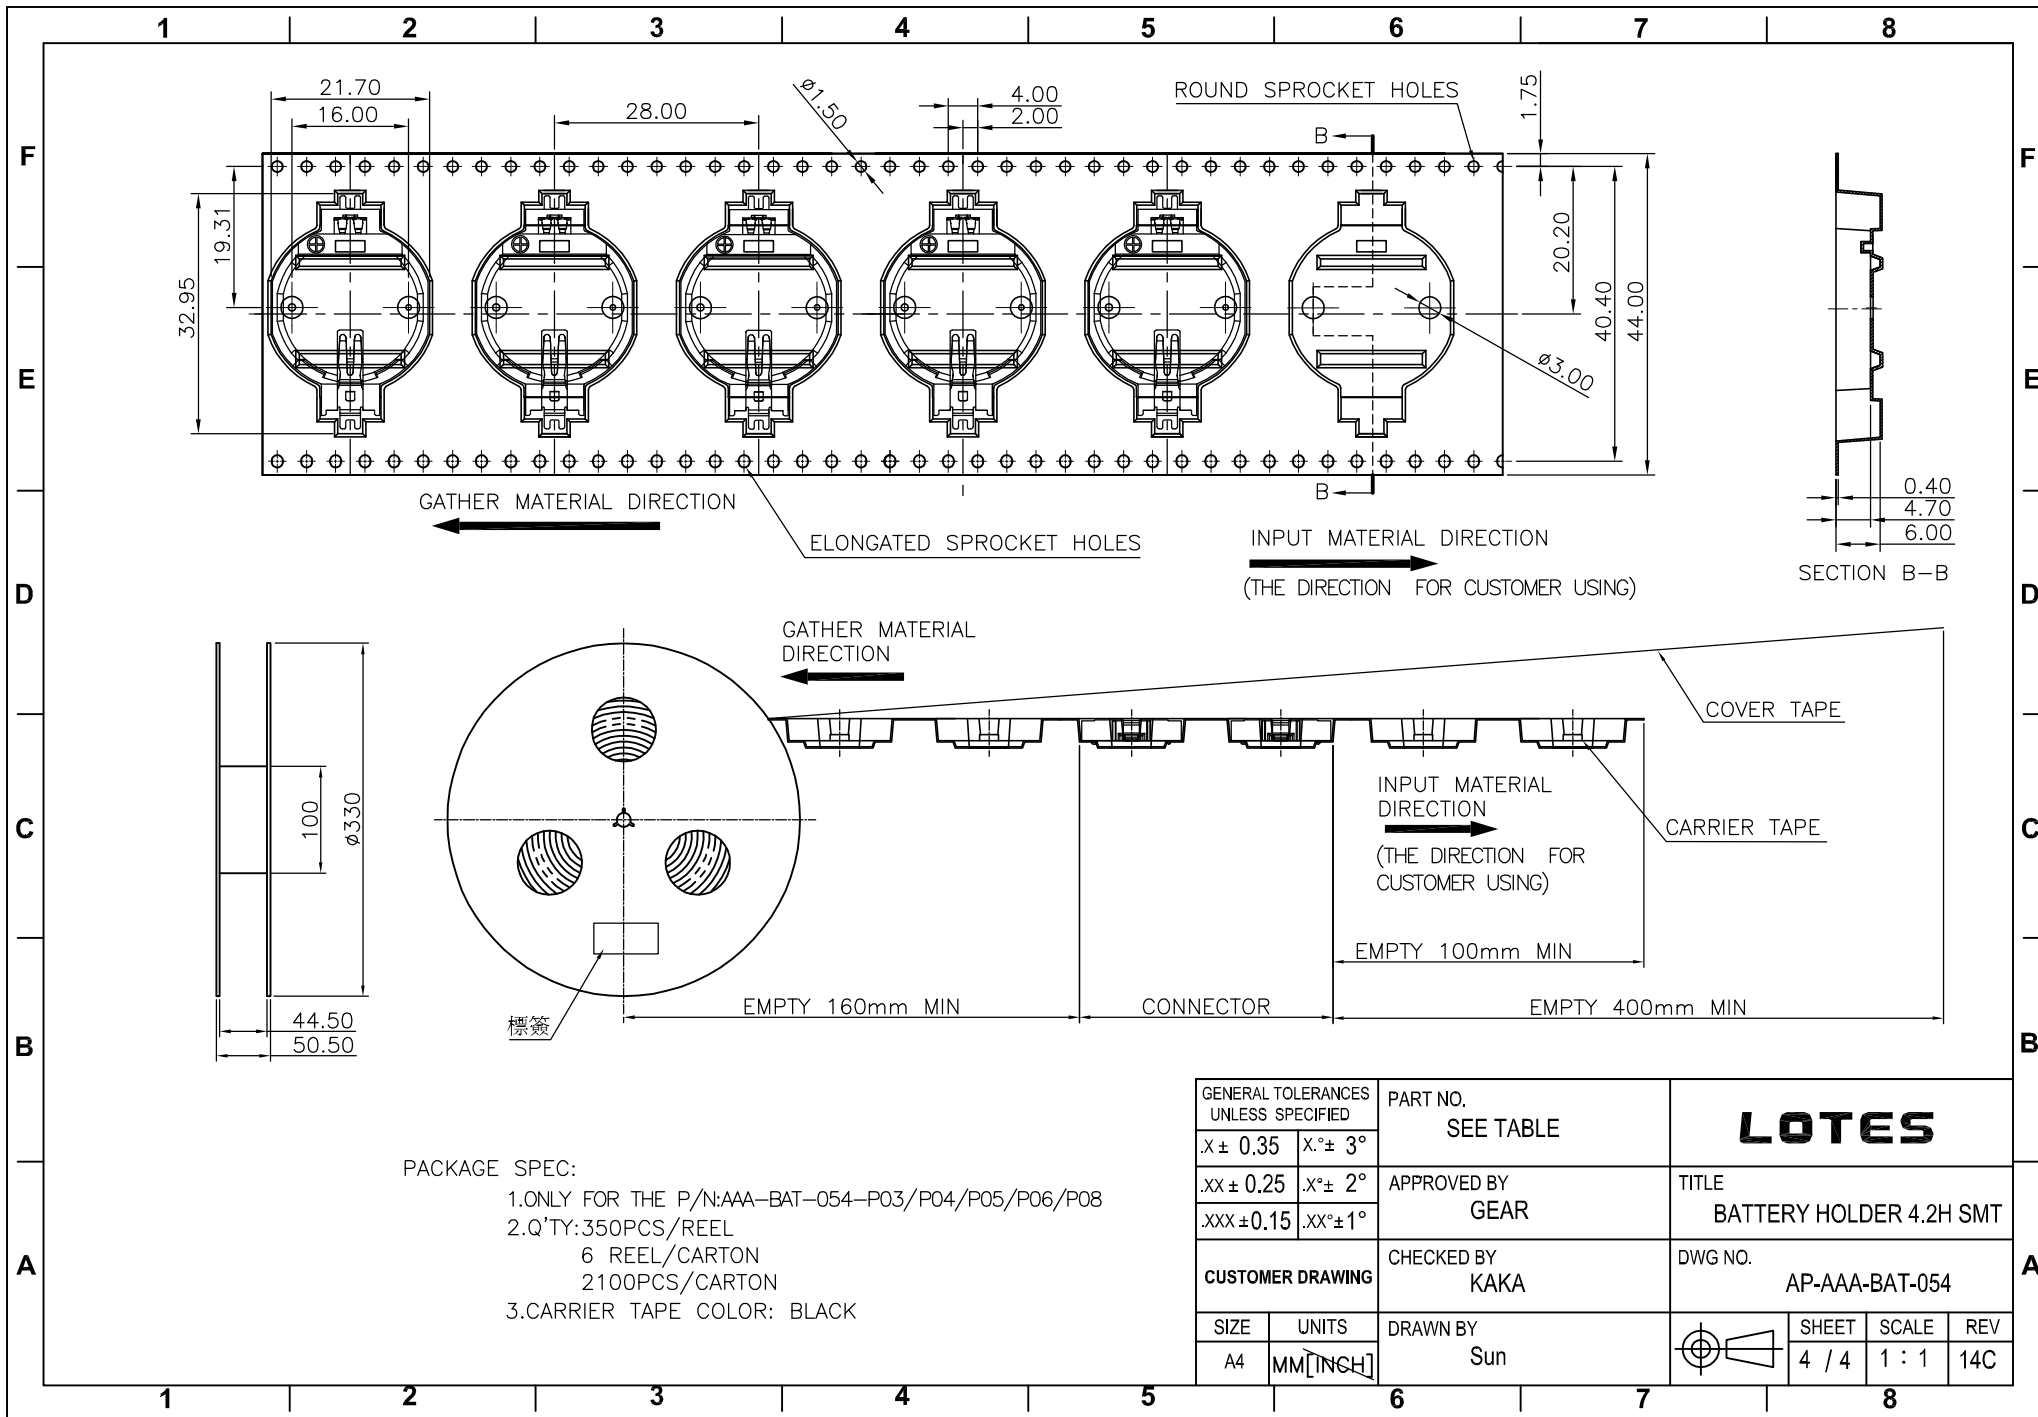 1 2 3 4 5 6 7 8
F
E
D
C
B
A
F
E
D
C
B
A
21.70
16.00
28.00
ø1.50
4.00
2.00
ROUND SPROCKET HOLES
1.75
B
32.95
19.31
20.20
40.40
44.00
ø3.00
B
GATHER MATERIAL DIRECTION
ELONGATED SPROCKET HOLES
INPUT MATERIAL DIRECTION
(THE DIRECTION FOR CUSTOMER USING)
0.40
4.70
6.00
SECTION B-B
GATHER MATERIAL
DIRECTION
COVER TAPE
100
ø330
INPUT MATERIAL
DIRECTION
(THE DIRECTION FOR
CUSTOMER USING)
CARRIER TAPE
EMPTY 100mm MIN
44.50
50.50
標簽
EMPTY 160mm MIN
CONNECTOR
EMPTY 400mm MIN
PACKAGE SPEC:
1.ONLY FOR THE P/N:AAA-BAT-054-P03/P04/P05/P06/P08
2.Q'TY:350PCS/REEL
6 REEL/CARTON
2100PCS/CARTON
3.CARRIER TAPE COLOR: BLACK
GENERAL TOLERANCES
UNLESS SPECIFIED
.X ± 0.35 X.°± 3°
.XX ± 0.25 .X°± 2°
.XXX ±0.15 .XX°±1°
CUSTOMER DRAWING
SIZE UNITS
A4 MM[INCH]
PART NO.
SEE TABLE
APPROVED BY
GEAR
CHECKED BY
KAKA
DRAWN BY
Sun
LOTES
TITLE
BATTERY HOLDER 4.2H SMT
DWG NO.
AP-AAA-BAT-054
SHEET SCALE REV
4 / 4 1 : 1 14C
1 2 3 4 5 6 7 8